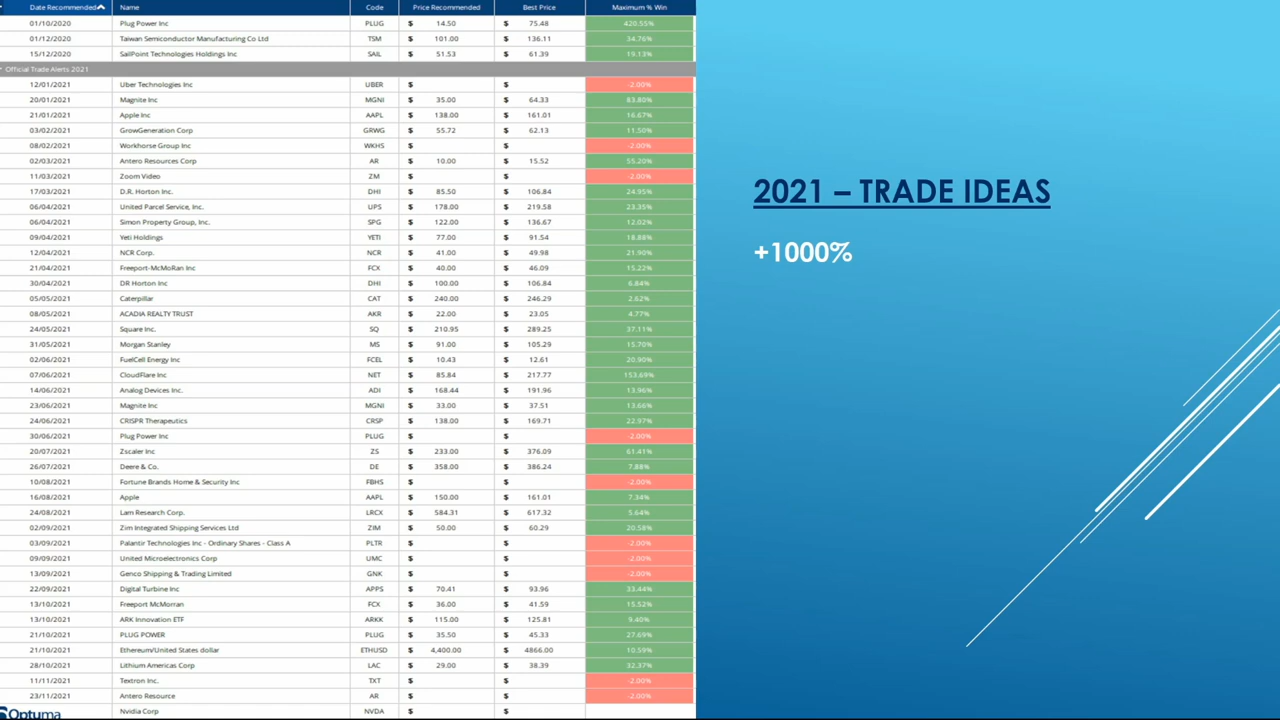 Date Recommended Name Code Price Recommended Best Price Maximum % Win
01/10/2020 Plug Power Inc PLUG $ 14.50 $ 75.48 420.55%
01/12/2020 Taiwan Semiconductor Manufacturing Co Ltd TSM $ 101.00 $ 136.11 34.76%
15/12/2020 SailPoint Technologies Holdings Inc SAIL $ 51.53 $ 61.39 19.13%
Official Trade Alerts 2021
12/01/2021 Uber Technologies Inc UBER $ $ -2.00%
20/01/2021 Magnite Inc MGNI $ 35.00 $ 64.33 83.80%
21/01/2021 Apple Inc AAPL $ 138.00 $ 161.01 16.67%
03/02/2021 GrowGeneration Corp GRWG $ 55.72 $ 62.13 11.50%
08/02/2021 Workhorse Group Inc WKHS $ $ -2.00%
02/03/2021 Antero Resources Corp AR $ 10.00 $ 15.52 55.20%
11/03/2021 Zoom Video ZM $ $ -2.00%
17/03/2021 D.R. Horton Inc. DHI $ 85.50 $ 106.84 24.95%
06/04/2021 United Parcel Service, Inc. UPS $ 178.00 $ 219.58 23.35%
06/04/2021 Simon Property Group, Inc. SPG $ 122.00 $ 136.67 12.02%
09/04/2021 Yeti Holdings YETI $ 77.00 $ 91.54 18.88%
12/04/2021 NCR Corp. NCR $ 41.00 $ 49.98 21.90%
21/04/2021 Freeport-McMoRan Inc FCX $ 40.00 $ 46.09 15.22%
30/04/2021 DR Horton Inc DHI $ 100.00 $ 106.84 6.84%
05/05/2021 Caterpillar CAT $ 240.00 $ 246.29 2.62%
08/05/2021 ACADIA REALTY TRUST AKR $ 22.00 $ 23.05 4.77%
24/05/2021 Square Inc. SQ $ 210.95 $ 289.25 37.11%
31/05/2021 Morgan Stanley MS $ 91.00 $ 105.29 15.70%
02/06/2021 FuelCell Energy Inc FCEL $ 10.43 $ 12.61 20.90%
07/06/2021 CloudFlare Inc NET $ 85.84 $ 217.77 153.69%
14/06/2021 Analog Devices Inc. ADI $ 168.44 $ 191.96 13.96%
23/06/2021 Magnite Inc MGNI $ 33.00 $ 37.51 13.66%
24/06/2021 CRISPR Therapeutics CRSP $ 138.00 $ 169.71 22.97%
30/06/2021 Plug Power Inc PLUG $ $ -2.00%
20/07/2021 Zscaler Inc ZS $ 233.00 $ 376.09 61.41%
26/07/2021 Deere & Co. DE $ 358.00 $ 386.24 7.88%
10/08/2021 Fortune Brands Home & Security Inc FBHS $ $ -2.00%
16/08/2021 Apple AAPL $ 150.00 $ 161.01 7.34%
24/08/2021 Lam Research Corp. LRCX $ 584.31 $ 617.32 5.64%
02/09/2021 Zim Integrated Shipping Services Ltd ZIM $ 50.00 $ 60.29 20.58%
03/09/2021 Palantir Technologies Inc - Ordinary Shares - Class A PLTR $ $ -2.00%
09/09/2021 United Microelectronics Corp UMC $ $ -2.00%
13/09/2021 Genco Shipping & Trading Limited GNK $ $ -2.00%
22/09/2021 Digital Turbine Inc APPS $ 70.41 $ 93.96 33.44%
13/10/2021 Freeport McMorran FCX $ 36.00 $ 41.59 15.52%
13/10/2021 ARK Innovation ETF ARKK $ 115.00 $ 125.81 9.40%
21/10/2021 PLUG POWER PLUG $ 35.50 $ 45.33 27.69%
21/10/2021 Ethereum/United States dollar ETHUSD $ 4,400.00 $ 4866.00 10.59%
28/10/2021 Lithium Americas Corp LAC $ 29.00 $ 38.39 32.37%
11/11/2021 Textron Inc. TXT $ $ -2.00%
23/11/2021 Antero Resource AR $ $ -2.00%
Nvidia Corp NVDA $ $
Optuma
2021 – TRADE IDEAS
+1000%